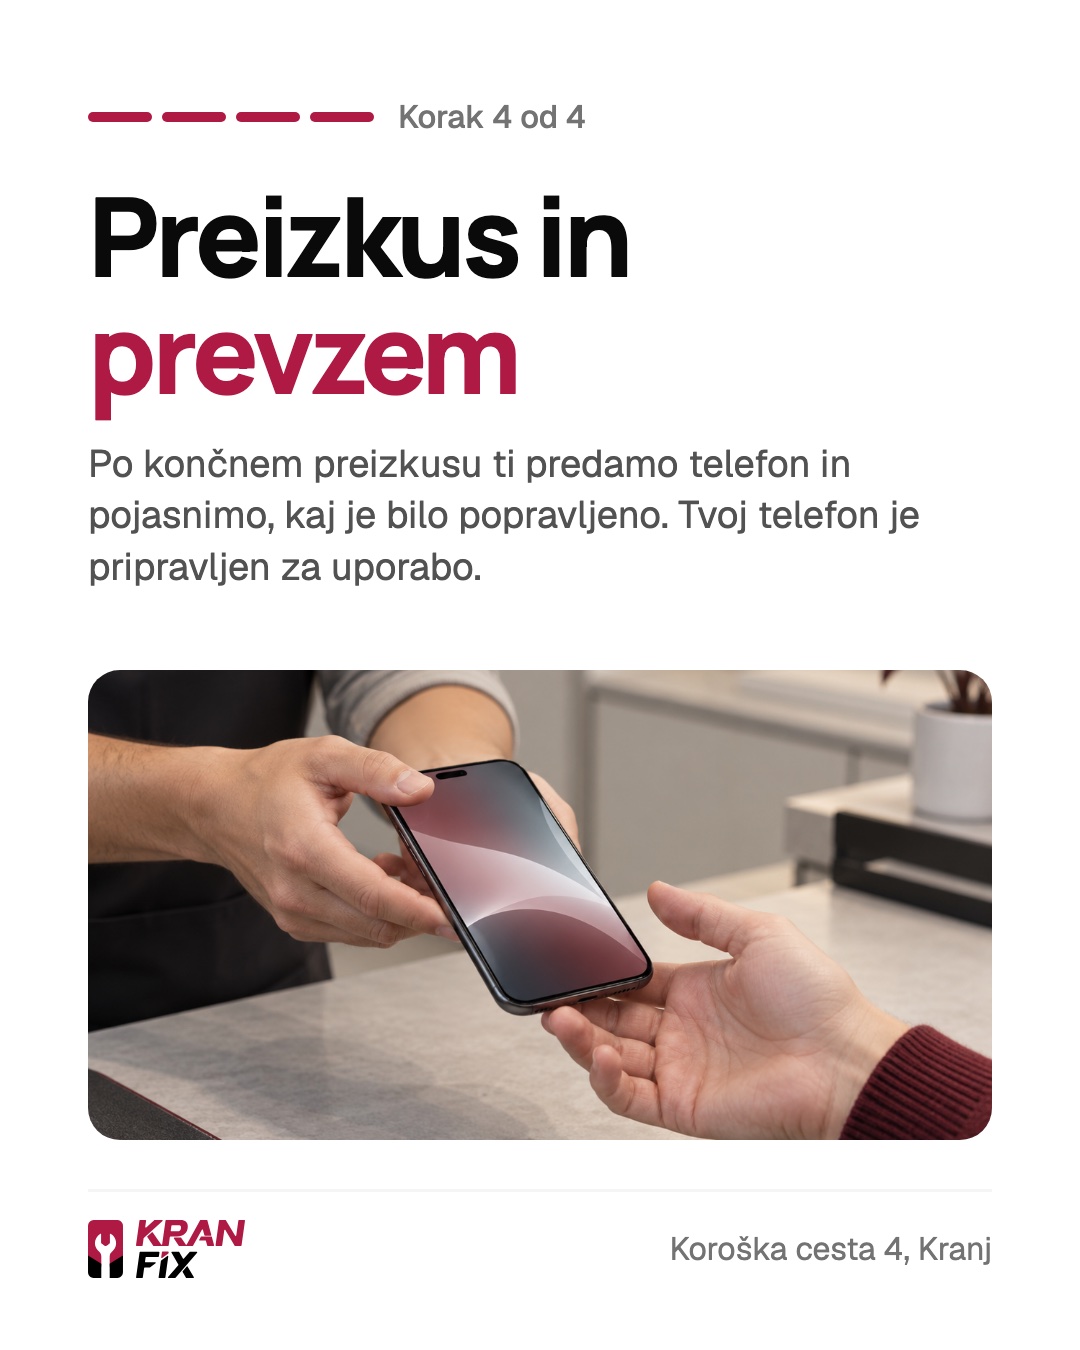 Korak 4 od 4
Preizkus in
prevzem
Po končnem preizkusu ti predamo telefon in
pojasnimo, kaj je bilo popravljeno. Tvoj telefon je
pripravljen za uporabo.
KRAN
FIX
Koroška cesta 4, Kranj